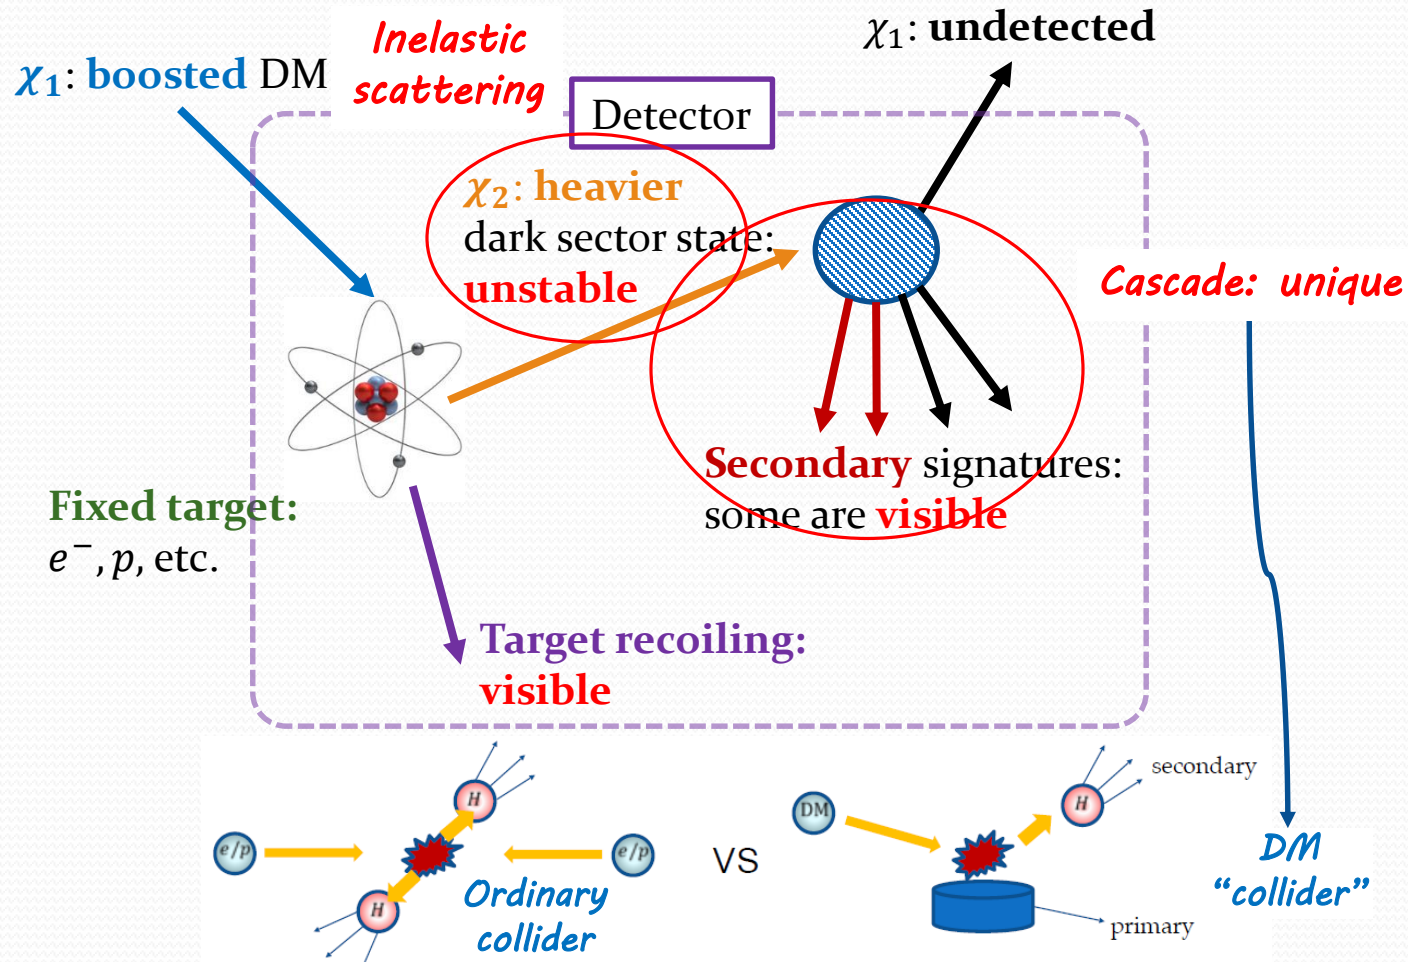 Inelastic
scattering
χ₁: boosted DM
χ₁: undetected
Detector
χ₂: heavier
dark sector state:
unstable
Cascade: unique
Secondary signatures:
some are visible
Fixed target:
e⁻, p, etc.
Target recoiling:
visible
H
secondary
H
DM
e/p
e/p
VS
DM
“collider”
Ordinary
collider
H
primary